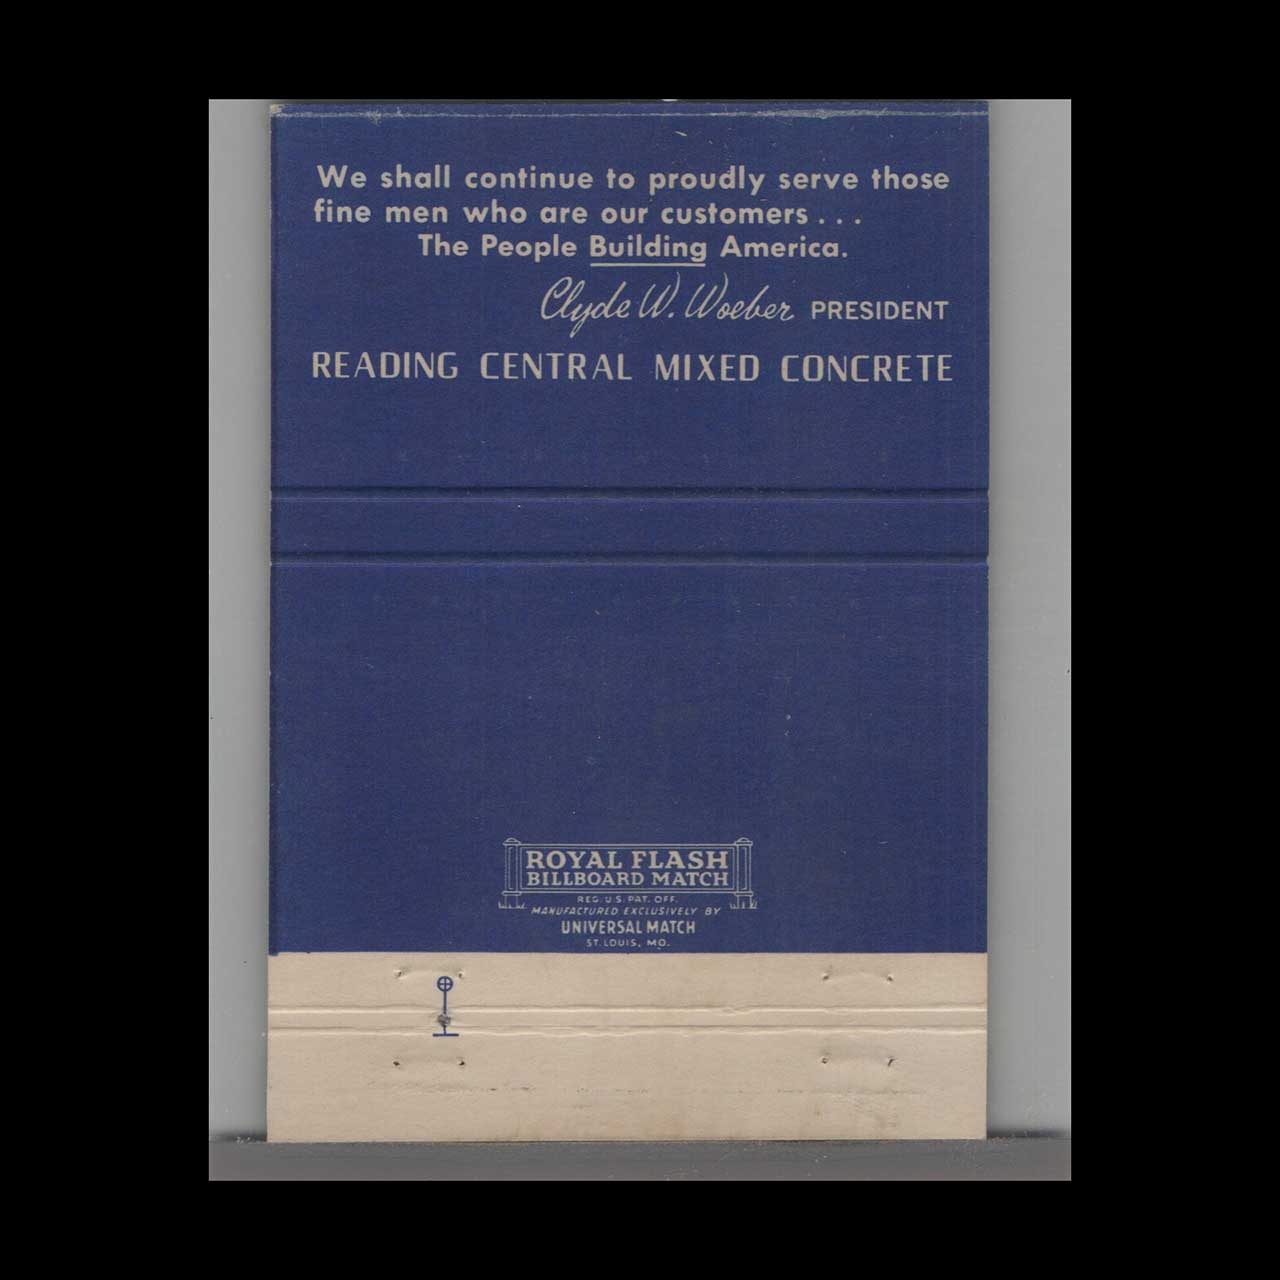 We shall continue to proudly serve those
fine men who are our customers...
The People Building America.
Clyde W. Woeber PRESIDENT
READING CENTRAL MIXED CONCRETE
ROYAL FLASH
BILLBOARD MATCH
REG. U.S. PAT. OFF.
MANUFACTURED EXCLUSIVELY BY
UNIVERSAL MATCH
ST. LOUIS, MO.